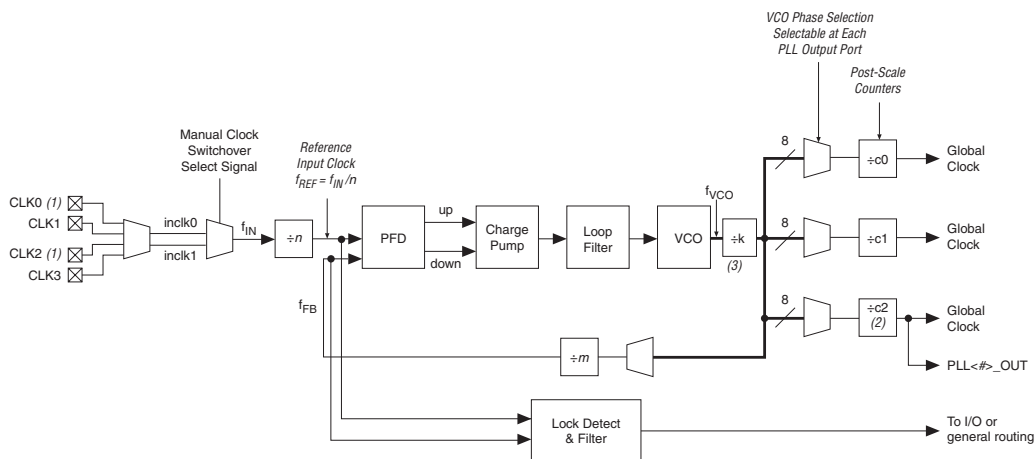 VCO Phase Selection
Selectable at Each
PLL Output Port
Post-Scale
Counters
Manual Clock
Switchover
Select Signal
Reference
Input Clock
fREF = fIN/n
8
÷c0
Global
Clock
CLK0 (1)
CLK1
CLK2 (1)
CLK3
inclk0
inclk1
fIN
÷n
PFD
up
down
Charge
Pump
Loop
Filter
VCO
fVCO
÷k
(3)
8
÷c1
Global
Clock
fFB
8
÷c2
(2)
Global
Clock
÷m
PLL<#>_OUT
Lock Detect
& Filter
To I/O or
general routing